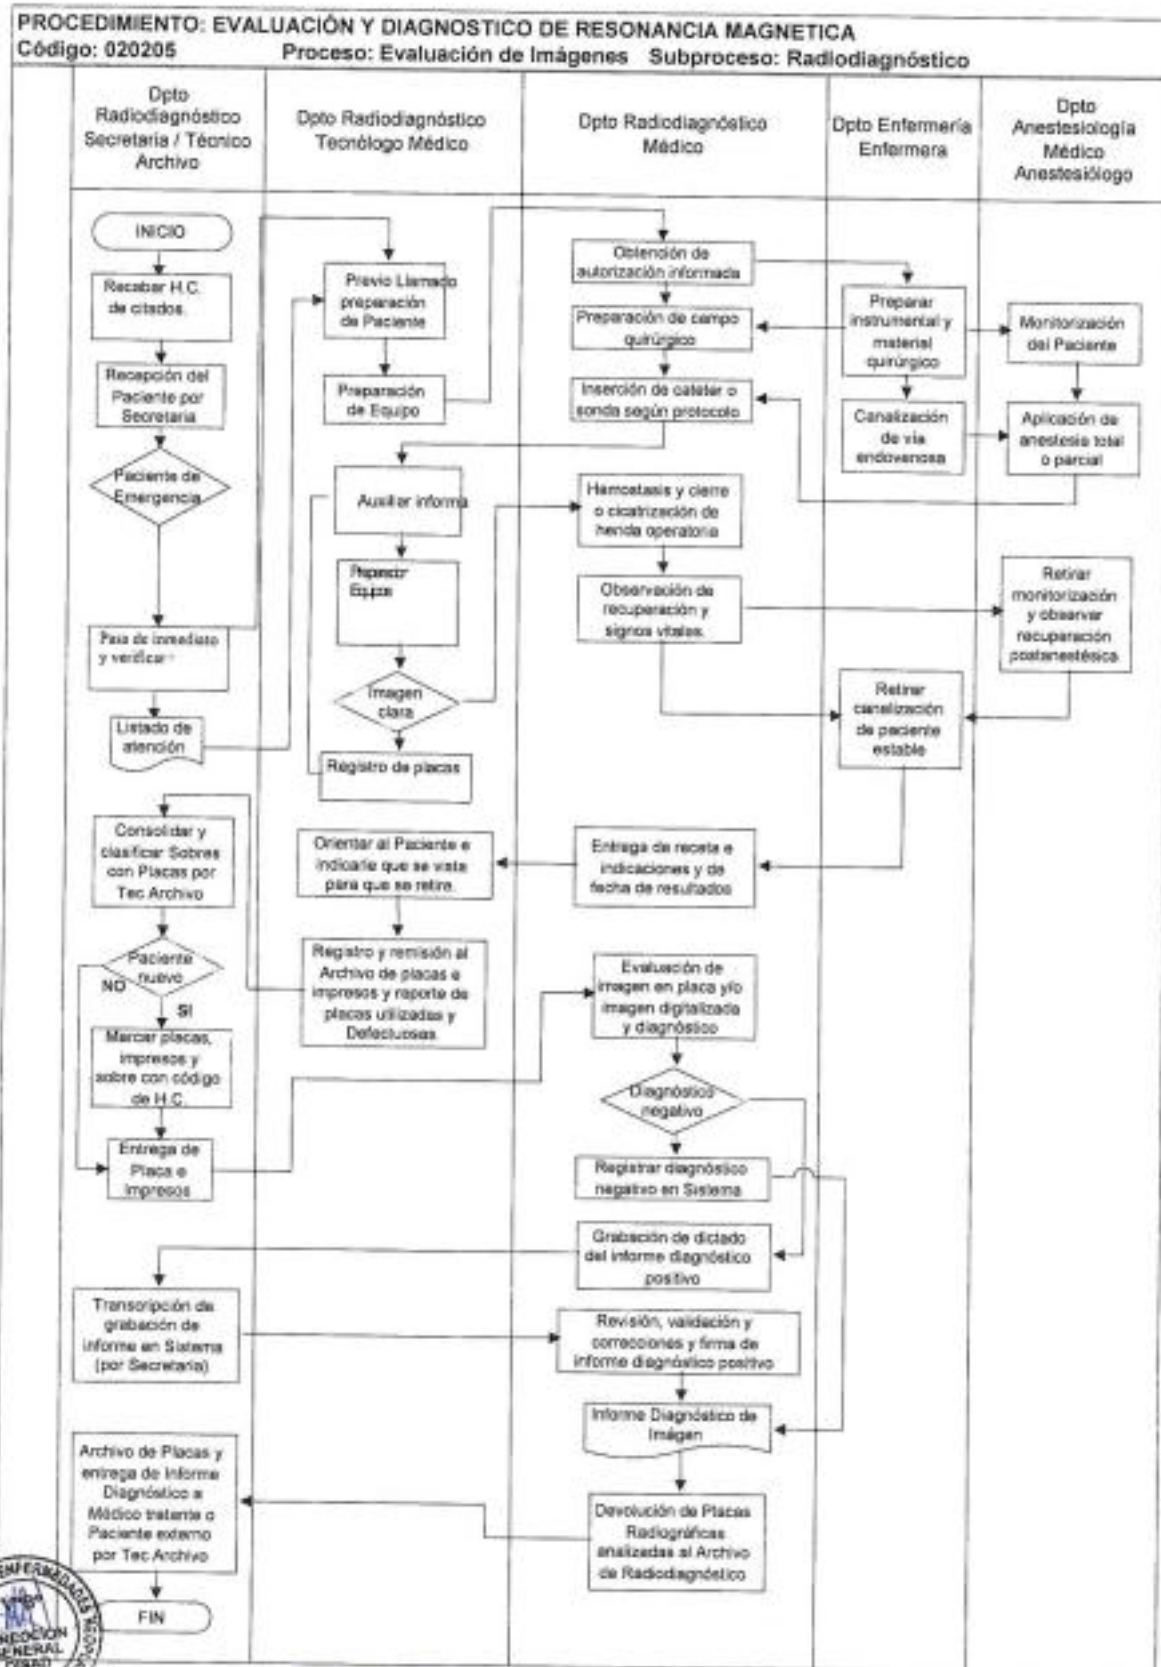 PROCEDIMIENTO: EVALUACIÓN Y DIAGNOSTICO DE RESONANCIA MAGNETICA
Código: 020205 Proceso: Evaluación de Imágenes Subproceso: Radiodiagnóstico
Dpto
Radiodiagnóstico
Secretaria / Técnico
Archivo
Dpto Radiodiagnóstico
Tecnólogo Médico
Dpto Radiodiagnóstico
Médico
Dpto Enfermería
Enfermera
Dpto
Anestesiología
Médico
Anestesiólogo
INICIO
Recabar H.C.
de citados.
Recepción del
Paciente por
Secretaria
Paciente de
Emergencia
Pasa de inmediato
y verificar
Listado de
atención
Previo Llamado
preparación
de Paciente
Preparación
de Equipo
Auxiliar informa
Preparar
Equipos
Imagen
clara
Registro de placas
Obtención de
autorización informada
Preparación de campo
quirúrgico
Inserción de cateter o
sonda según protocolo
Hemostasis y cierre
o cicatrización de
herida operatoria
Observación de
recuperación y
signos vitales.
Preparar
instrumental y
material
quirúrgico
Canalización
de via
endovenosa
Monitorización
del Paciente
Aplicación de
anestesia total
o parcial
Retirar
monitorización
y observar
recuperación
postanestésica.
Retirar
canalización
de paciente
estable
Consolidar y
clasificar Sobres
con Placas por
Tec Archivo
Orientar al Paciente e
indicarle que se vista
para que se retire.
Entrega de receta e
indicaciones y de
fecha de resultados
Paciente
nuevo
NO
SI
Marcar placas,
impresos y
sobre con código
de H.C.
Entrega de
Placa e
Impresos
Registro y remisión al
Archivo de placas e
impresos y reporte de
placas utilizadas y
Defectuosas
Evaluación de
imagen en placa y/o
imagen digitalizada
y diagnóstico
Diagnóstico
negativo
Registrar diagnóstico
negativo en Sistema
Grabación de dictado
del informe diagnóstico
positivo
Transcripción de
grabación de
informe en Sistema
(por Secretaria)
Revisión, validación y
correcciones y firma de
informe diagnóstico positivo
Informe Diagnóstico de
Imágen
Archivo de Placas y
entrega de Informe
Diagnóstico a
Médico tratante o
Paciente externo
por Tec Archivo
Devolución de Placas
Radiográficas
analizadas al Archivo
de Radiodiagnóstico
FIN